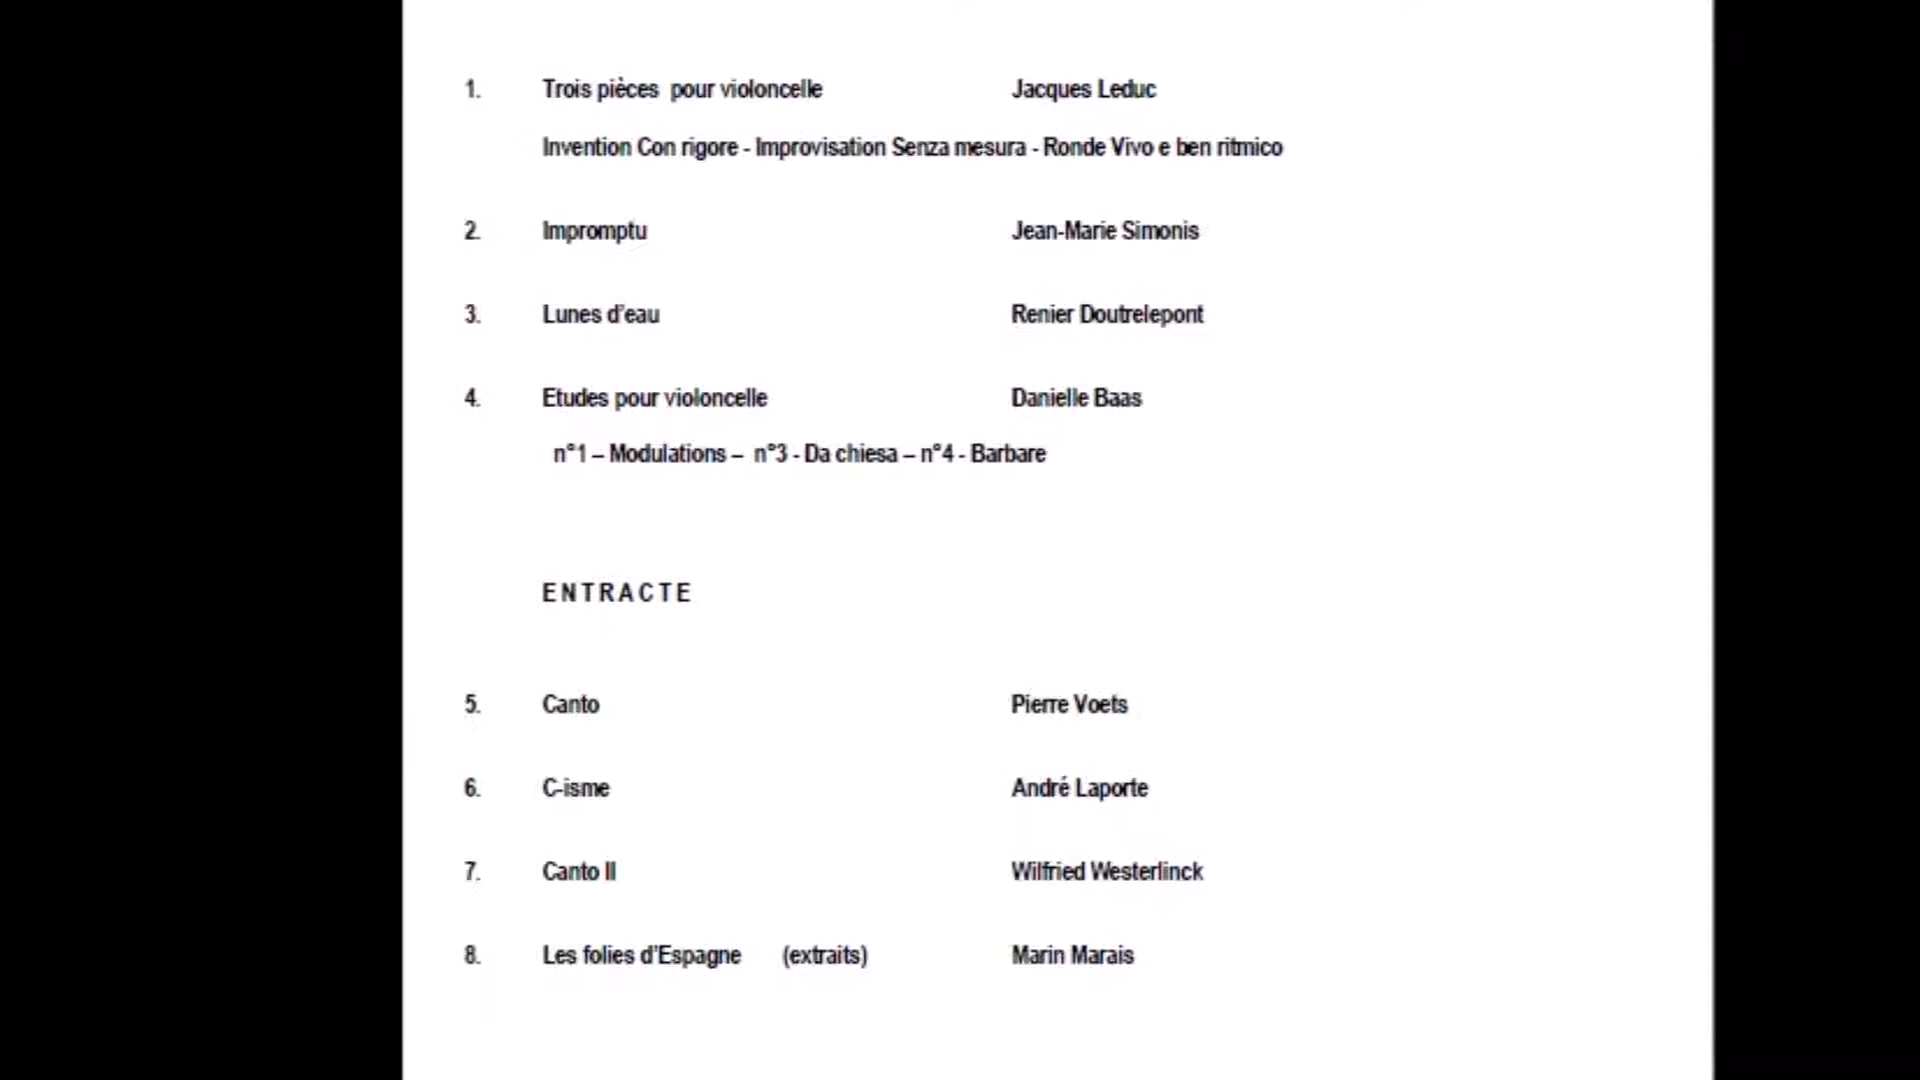 1. Trois pièces pour violoncelle Jacques Leduc
Invention Con rigore - Improvisation Senza mesura - Ronde Vivo e ben ritmico
2. Impromptu Jean-Marie Simonis
3. Lunes d'eau Renier Doutrelepont
4. Etudes pour violoncelle Danielle Baas
n°1 – Modulations – n°3 - Da chiesa – n°4 - Barbare
ENTRACTE
5. Canto Pierre Voets
6. C-isme André Laporte
7. Canto II Wilfried Westerlinck
8. Les folies d'Espagne (extraits) Marin Marais